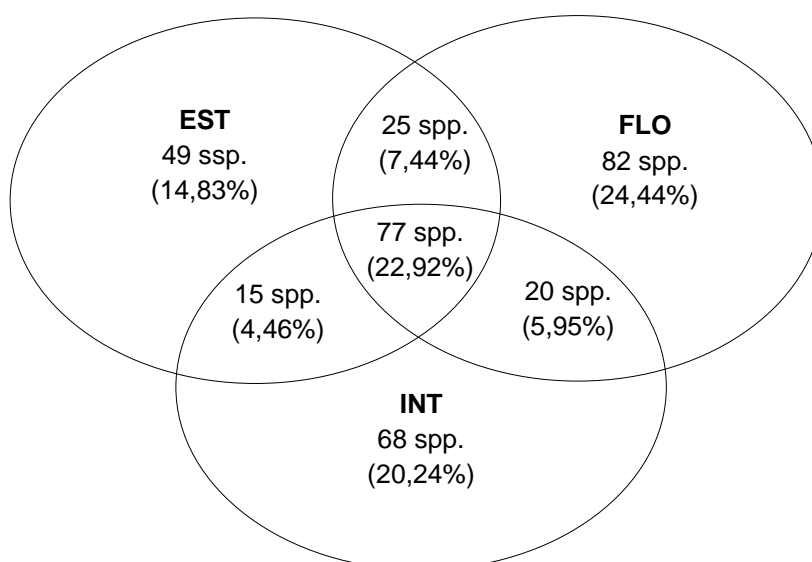 EST
49 ssp.
(14,83%)
25 spp.
(7,44%)
FLO
82 spp.
(24,44%)
77 spp.
(22,92%)
15 spp.
(4,46%)
20 spp.
(5,95%)
INT
68 spp.
(20,24%)